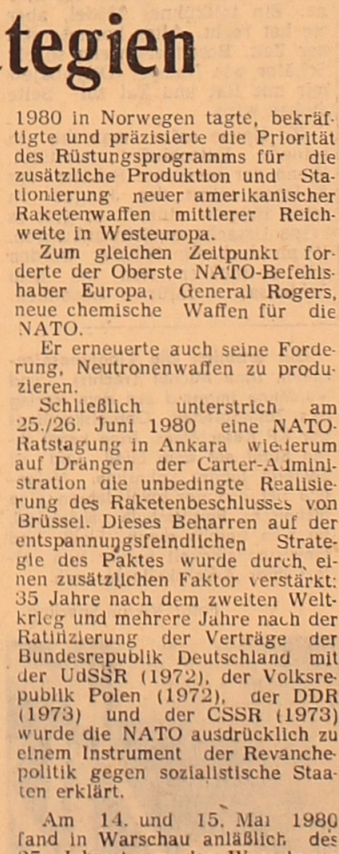 tegien
1980 in Norwegen tagte, bekräf-
tigte und präzisierte die Priorität
des Rüstungsprogramms für die
zusätzliche Produktion und Sta-
tionierung neuer amerikanischer
Raketenwaffen mittlerer Reich-
weite in Westeuropa.
Zum gleichen Zeitpunkt for-
derte der Oberste NATO-Befehls-
haber Europa, General Rogers,
neue chemische Waffen für die
NATO.
Er erneuerte auch seine Forde-
rung, Neutronenwaffen zu produ-
zieren.
Schließlich unterstrich am
25./26. Juni 1980 eine NATO-
Ratstagung in Ankara wiederum
auf Drängen der Carter-Admini-
stration die unbedingte Realisie-
rung des Raketenbeschlusses von
Brüssel. Dieses Beharren auf der
entspannungsfeindlichen Strate-
gie des Paktes wurde durch, ei-
nen zusätzlichen Faktor verstärkt:
35 Jahre nach dem zweiten Welt-
krieg und mehrere Jahre nach der
Ratifizierung der Verträge der
Bundesrepublik Deutschland mit
der UdSSR (1972), der Volksre-
publik Polen (1972), der DDR
(1973) und der CSSR (1973)
wurde die NATO ausdrücklich zu
einem Instrument der Revanche-
politik gegen sozialistische Staa-
ten erklärt.
Am 14. und 15. Mai 1980
fand in Warschau anläßlich des